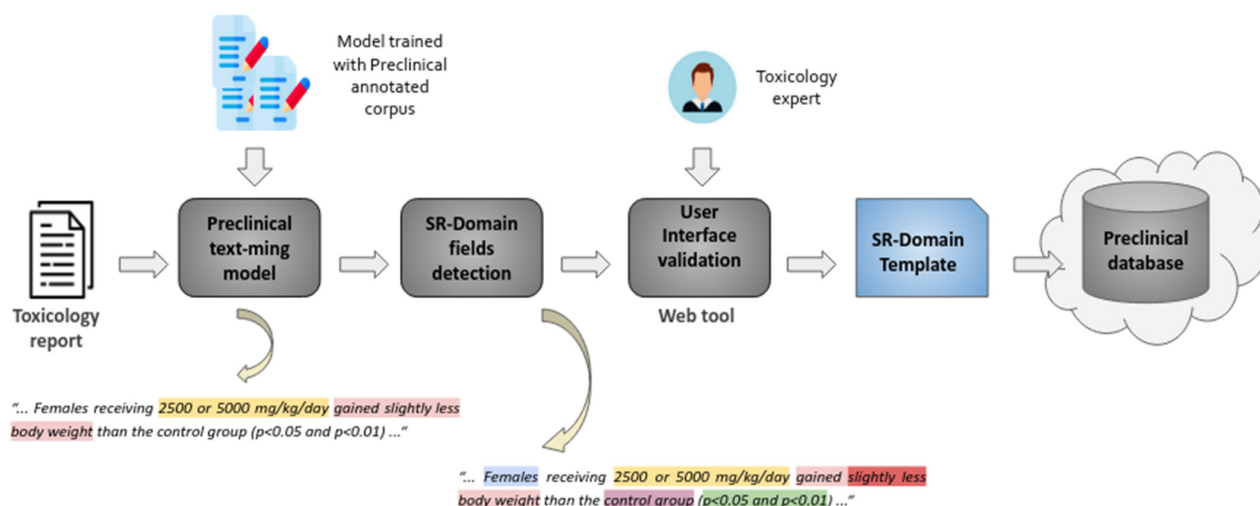 Model trained
with Preclinical
annotated
corpus
Toxicology
expert
Toxicology
report
Preclinical
text-ming
model
SR-Domain
fields
detection
User
Interface
validation
Web tool
SR-Domain
Template
Preclinical
database
"... Females receiving 2500 or 5000 mg/kg/day gained slightly less
body weight than the control group (p<0.05 and p<0.01) ..."
"... Females receiving 2500 or 5000 mg/kg/day gained slightly less
body weight than the control group (p<0.05 and p<0.01) ..."